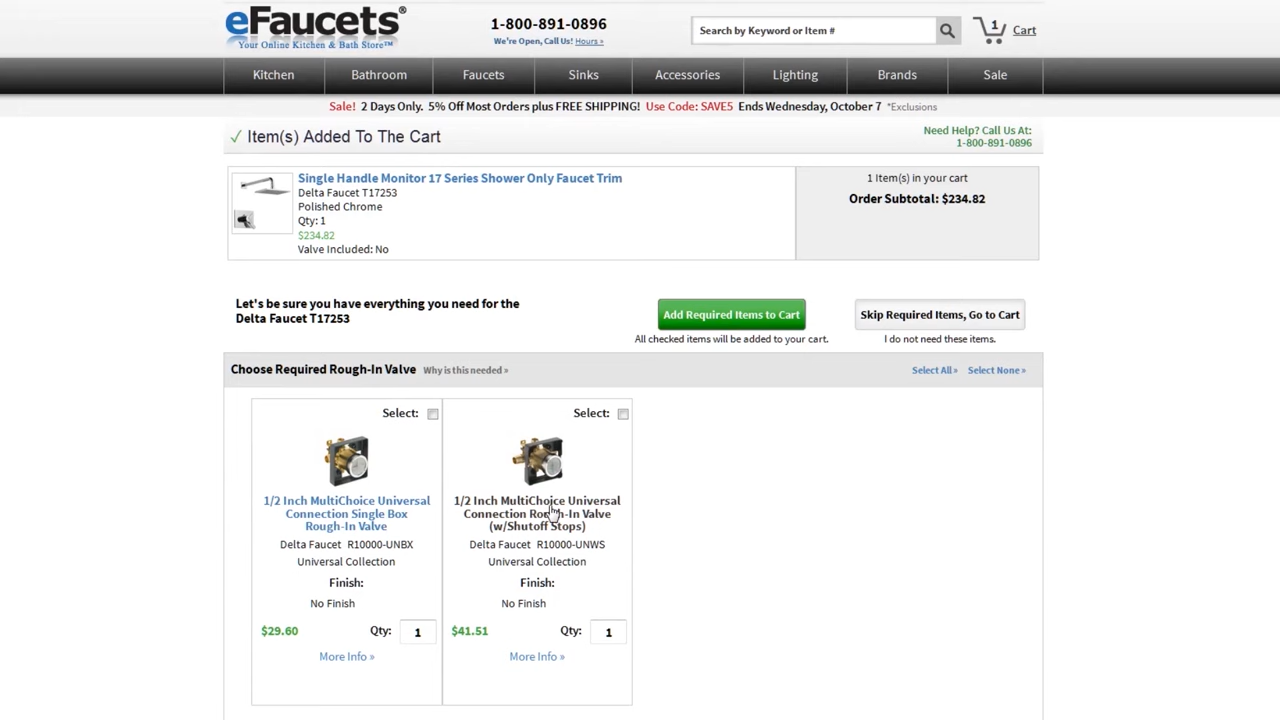 eFaucets®
Your Online Kitchen & Bath Store™
1-800-891-0896
We're Open, Call Us! Hours »
Search by Keyword or Item #
1
Cart
Kitchen
Bathroom
Faucets
Sinks
Accessories
Lighting
Brands
Sale
Sale! 2 Days Only. 5% Off Most Orders plus FREE SHIPPING! Use Code: SAVE5 Ends Wednesday, October 7 *Exclusions
✓ Item(s) Added To The Cart
Need Help? Call Us At:
1-800-891-0896
Single Handle Monitor 17 Series Shower Only Faucet Trim
Delta Faucet T17253
Polished Chrome
Qty: 1
$234.82
Valve Included: No
1 Item(s) in your cart
Order Subtotal: $234.82
Let's be sure you have everything you need for the
Delta Faucet T17253
Add Required Items to Cart
All checked items will be added to your cart.
Skip Required Items, Go to Cart
I do not need these items.
Choose Required Rough-In Valve
Why is this needed »
Select All »
Select None »
Select:
1/2 Inch MultiChoice Universal
Connection Single Box
Rough-In Valve
Delta Faucet R10000-UNBX
Universal Collection
Finish:
No Finish
$29.60
Qty: 1
More Info »
Select:
1/2 Inch MultiChoice Universal
Connection Rough-In Valve
(w/Shutoff Stops)
Delta Faucet R10000-UNWS
Universal Collection
Finish:
No Finish
$41.51
Qty: 1
More Info »